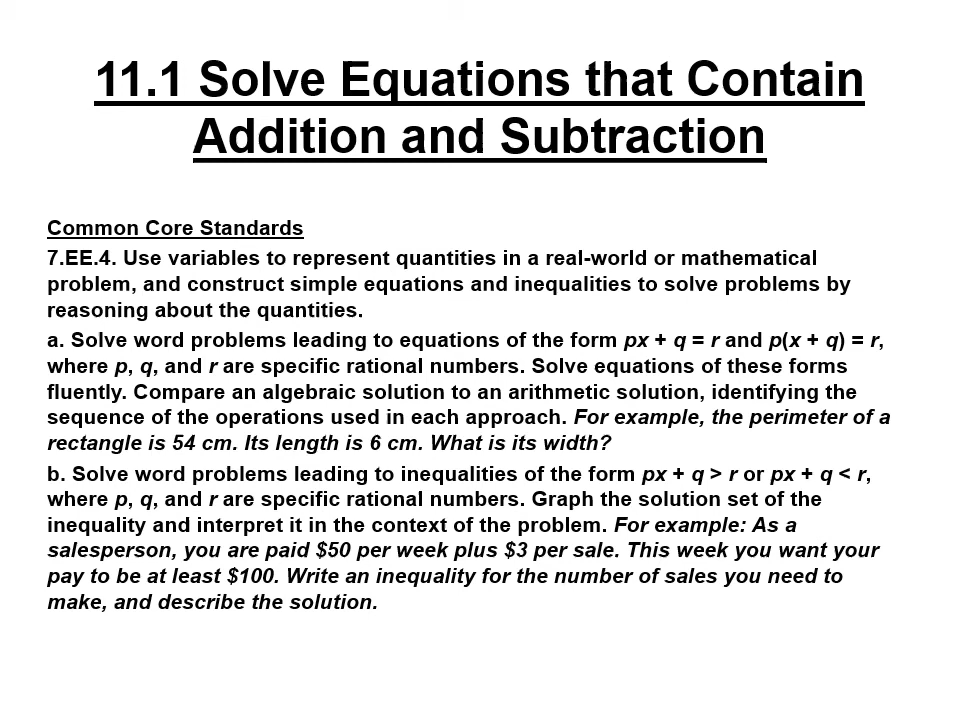 11.1 Solve Equations that Contain
Addition and Subtraction
Common Core Standards
7.EE.4. Use variables to represent quantities in a real-world or mathematical
problem, and construct simple equations and inequalities to solve problems by
reasoning about the quantities.
a. Solve word problems leading to equations of the form px + q = r and p(x + q) = r,
where p, q, and r are specific rational numbers. Solve equations of these forms
fluently. Compare an algebraic solution to an arithmetic solution, identifying the
sequence of the operations used in each approach. For example, the perimeter of a
rectangle is 54 cm. Its length is 6 cm. What is its width?
b. Solve word problems leading to inequalities of the form px + q > r or px + q < r,
where p, q, and r are specific rational numbers. Graph the solution set of the
inequality and interpret it in the context of the problem. For example: As a
salesperson, you are paid $50 per week plus $3 per sale. This week you want your
pay to be at least $100. Write an inequality for the number of sales you need to
make, and describe the solution.